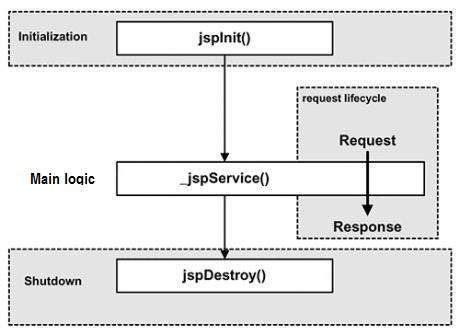 Initialization
jspInit()
request lifecycle
Request
Main logic
_jspService()
Response
Shutdown
jspDestroy()